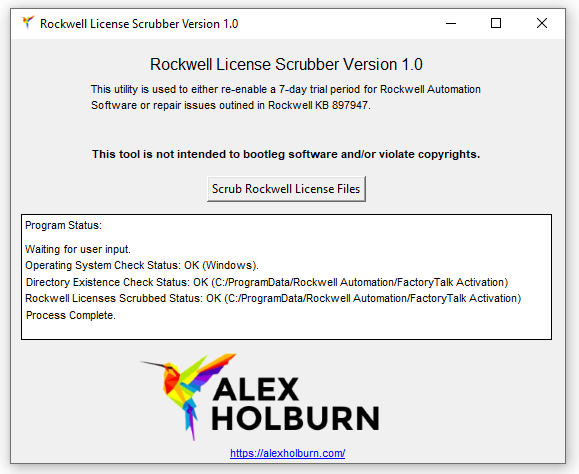 Rockwell License Scrubber Version 1.0
Rockwell License Scrubber Version 1.0
This utility is used to either re-enable a 7-day trial period for Rockwell Automation
Software or repair issues outined in Rockwell KB 897947.
This tool is not intended to bootleg software and/or violate copyrights.
Scrub Rockwell License Files
Program Status:
Waiting for user input.
Operating System Check Status: OK (Windows).
Directory Existence Check Status: OK (C:/ProgramData/Rockwell Automation/FactoryTalk Activation)
Rockwell Licenses Scrubbed Status: OK (C:/ProgramData/Rockwell Automation/FactoryTalk Activation)
Process Complete.
ALEX
HOLBURN
https://alexholburn.com/